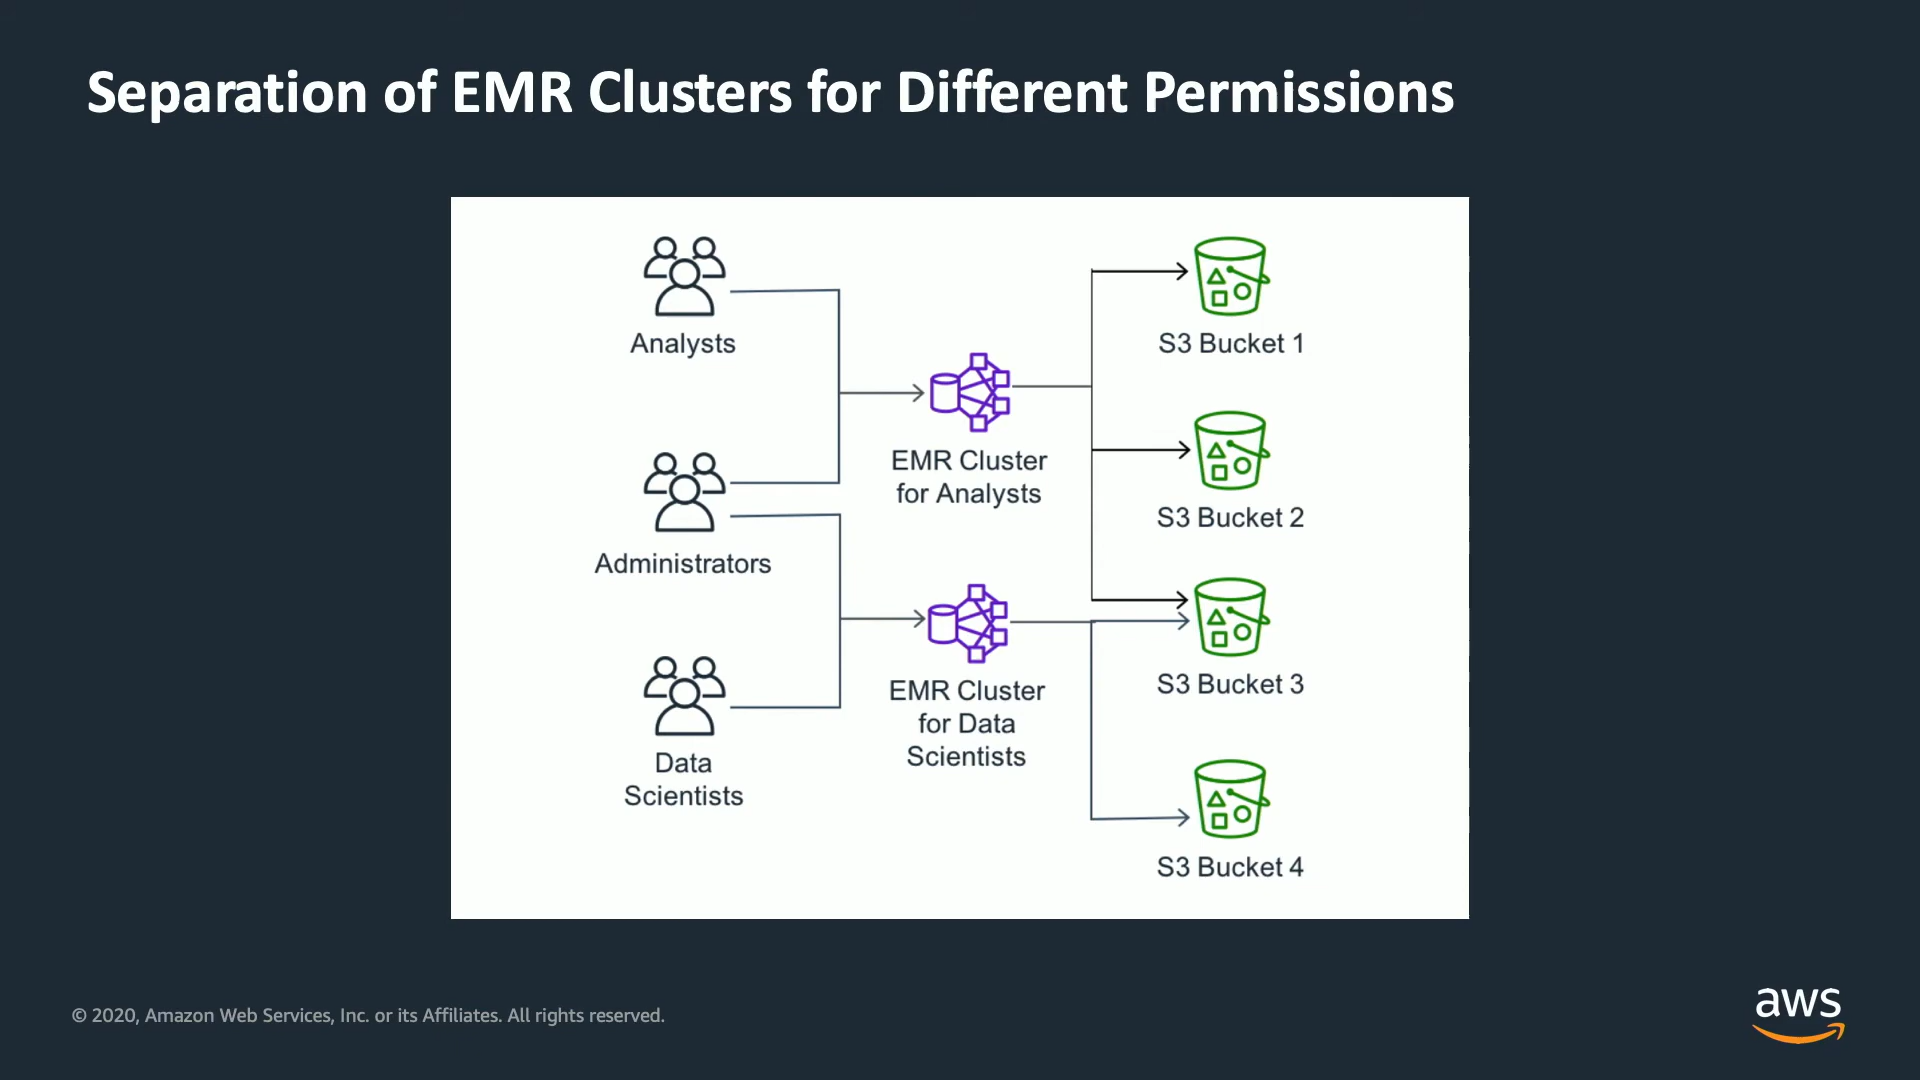 Separation of EMR Clusters for Different Permissions
Analysts
S3 Bucket 1
EMR Cluster
for Analysts
S3 Bucket 2
Administrators
EMR Cluster
for Data
Scientists
S3 Bucket 3
Data
Scientists
S3 Bucket 4
© 2020, Amazon Web Services, Inc. or its Affiliates. All rights reserved.
aws